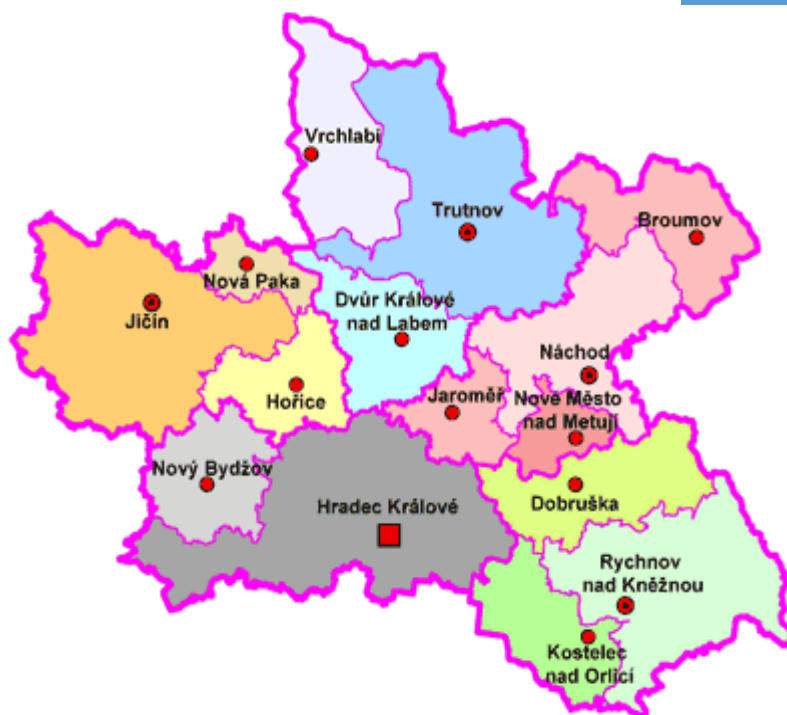 Vrchlabí
Trutnov
Broumov
Nová Paka
Jičín
Dvůr Králové
nad Labem
Náchod
Hořice
Jaroměř
Nové Město
nad Metují
Nový Bydžov
Dobruška
Hradec Králové
Rychnov
nad Kněžnou
Kostelec
nad Orlicí